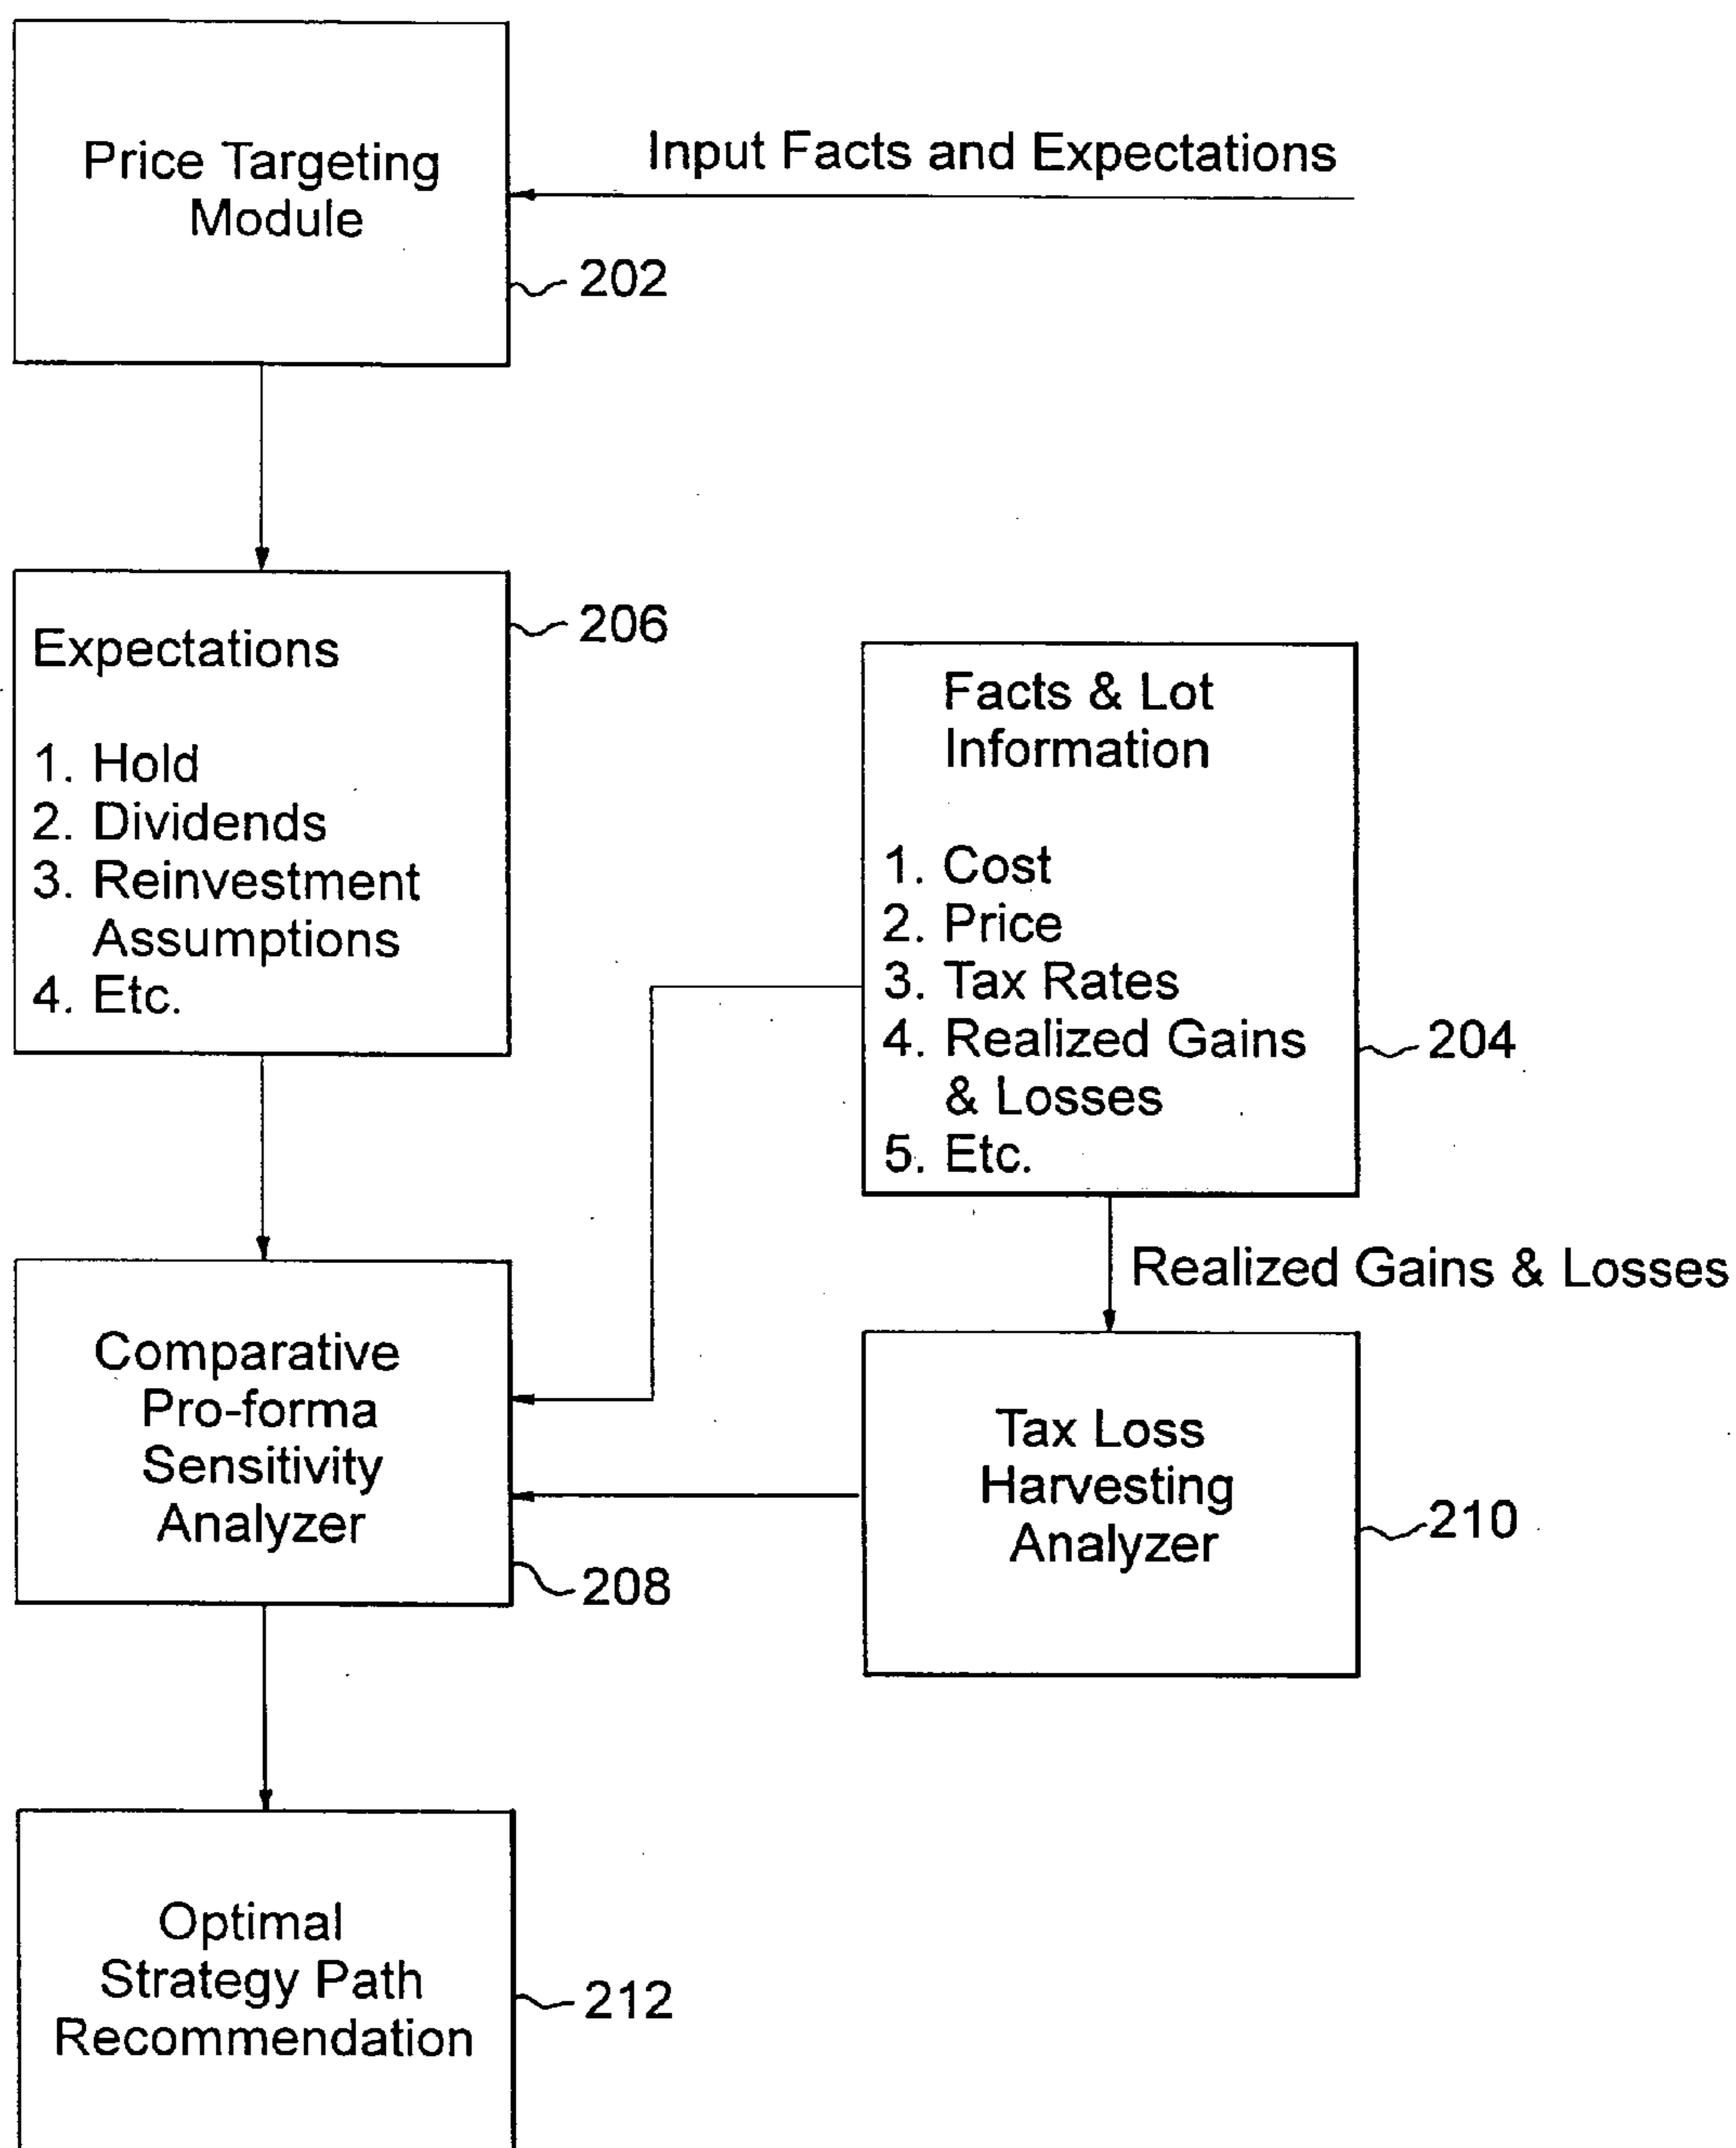 Price Targeting
Module
Input Facts and Expectations
202
Expectations
1. Hold
2. Dividends
3. Reinvestment
Assumptions
4. Etc.
206
Facts & Lot
Information
1. Cost
2. Price
3. Tax Rates
4. Realized Gains
& Losses
5. Etc.
204
Realized Gains & Losses
Comparative
Pro-forma
Sensitivity
Analyzer
208
Tax Loss
Harvesting
Analyzer
210
Optimal
Strategy Path
Recommendation
212